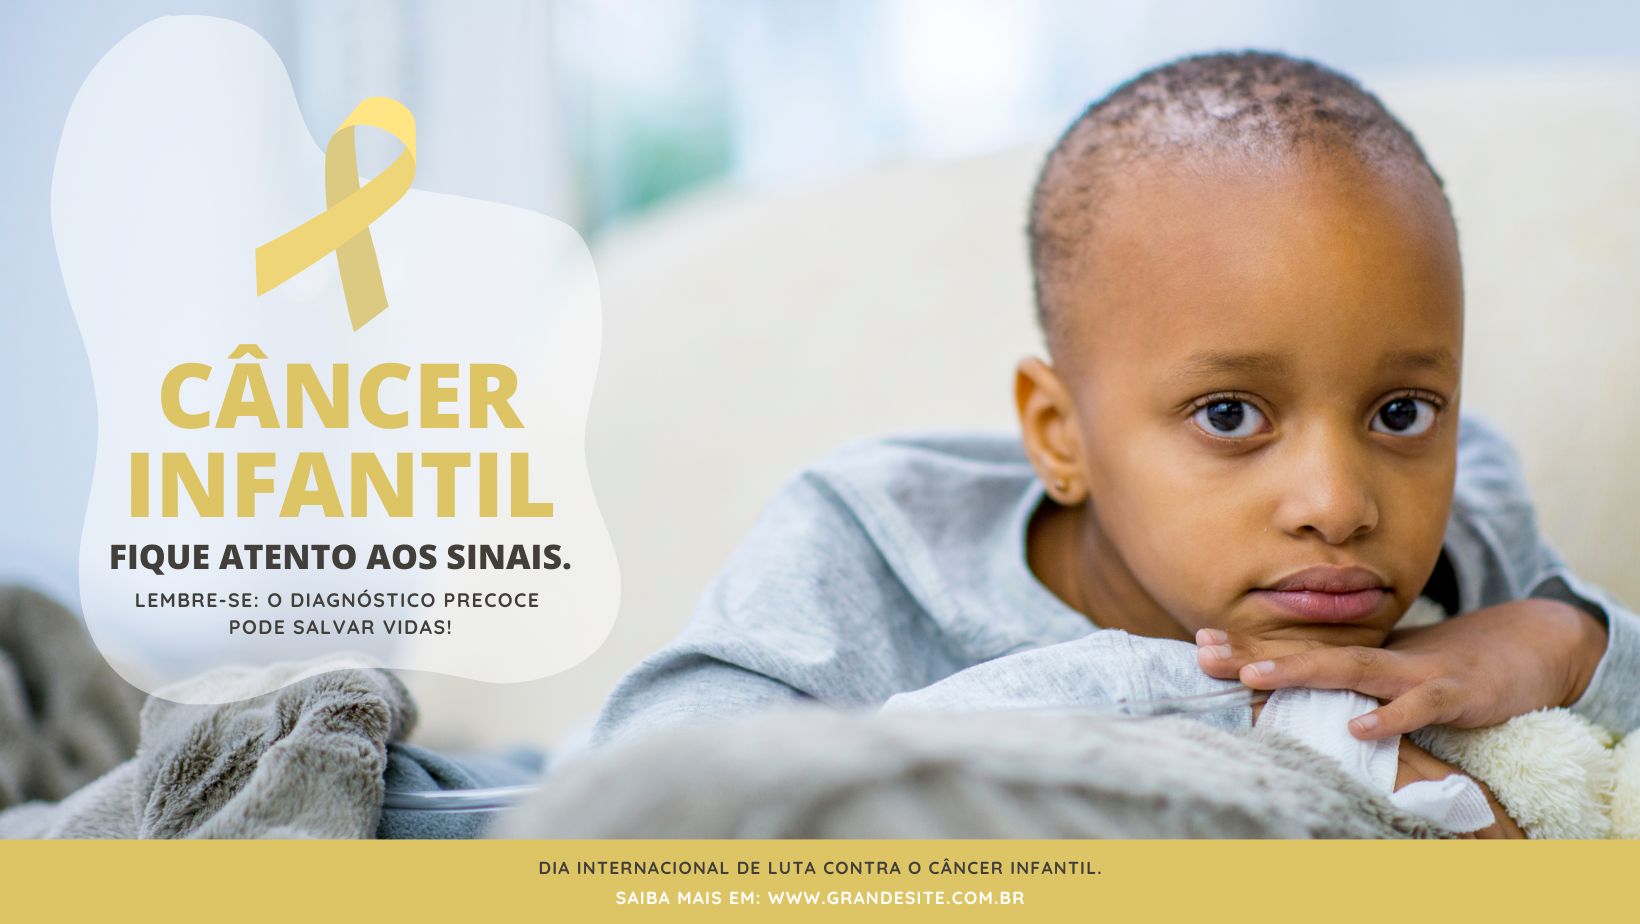 CÂNCER
INFANTIL
FIQUE ATENTO AOS SINAIS.
LEMBRE-SE: O DIAGNÓSTICO PRECOCE
PODE SALVAR VIDAS!
DIA INTERNACIONAL DE LUTA CONTRA O CÂNCER INFANTIL.
SAIBA MAIS EM: WWW.GRANDESITE.COM.BR